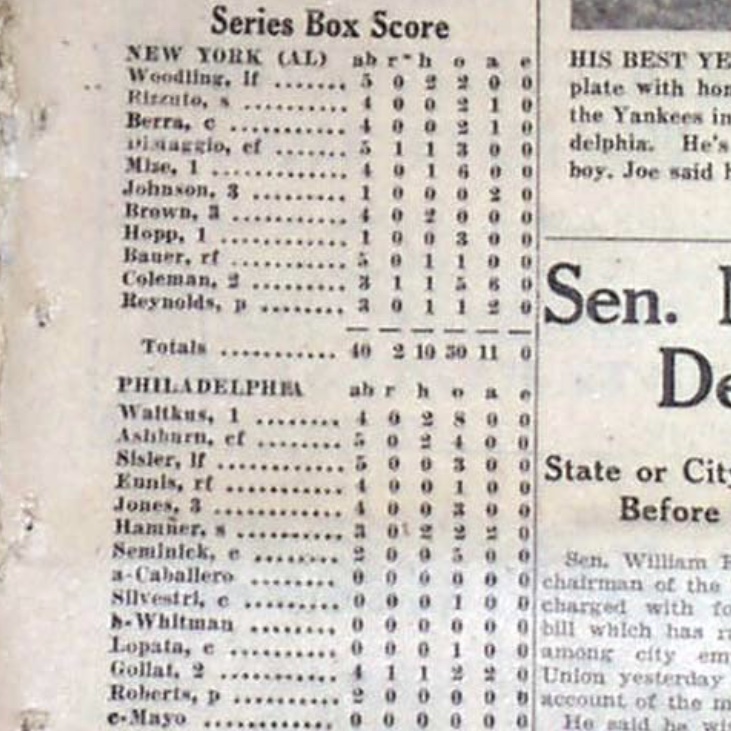 Series Box Score
NEW YORK (AL) ab r h o a e
Woodling, lf ....... 5 0 2 2 0 0
Rizzuto, s .......... 4 0 0 2 1 0
Berra, c ............ 4 0 0 2 1 0
DiMaggio, cf ....... 5 1 1 3 0 0
Mize, 1 ............. 4 0 1 6 0 0
Johnson, 3 ......... 1 0 0 0 2 0
Brown, 3 ........... 4 0 2 0 0 0
Hopp, 1 ............ 1 0 0 3 0 0
Bauer, rf ........... 5 0 1 1 0 0
Coleman, 2 ......... 3 1 1 5 6 0
Reynolds, p ........ 3 0 1 1 2 0
Totals ........... 40 2 10 30 11 0
PHILADELPHIA ab r h o a e
Waitkus, 1 ........ 4 0 2 8 0 0
Ashburn, cf ........ 5 0 2 4 0 0
Sisler, lf ............ 5 0 0 3 0 0
Ennis, rf ........... 4 0 0 1 0 0
Jones, 3 ............ 4 0 0 3 0 0
Hamner, s .......... 3 0 2 2 2 0
Seminick, c ........ 2 0 0 5 0 0
a-Caballero ....... 0 0 0 0 0 0
Silvestri, c ......... 0 0 0 1 0 0
b-Whitman ........ 0 0 0 0 0 0
Lopata, c .......... 0 0 0 1 0 0
Goliat, 2 ........... 4 1 1 2 2 0
Roberts, p ......... 2 0 0 0 0 0
c-Mayo ............ 0 0 0 0 0 0
HIS BEST YE
plate with hom
the Yankees in
delphia. He's
boy. Joe said h
Sen.
De
State or City
Before
Sen. William
chairman of the
charged with fo
bill which has ra
among city em
Union yesterday
account of the m
He said he wi